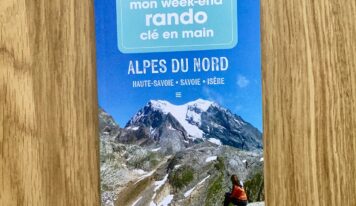 mon week-end
rando
clé en main
ALPES DU NORD
HAUTE-SAVOIE • SAVOIE • ISÈRE